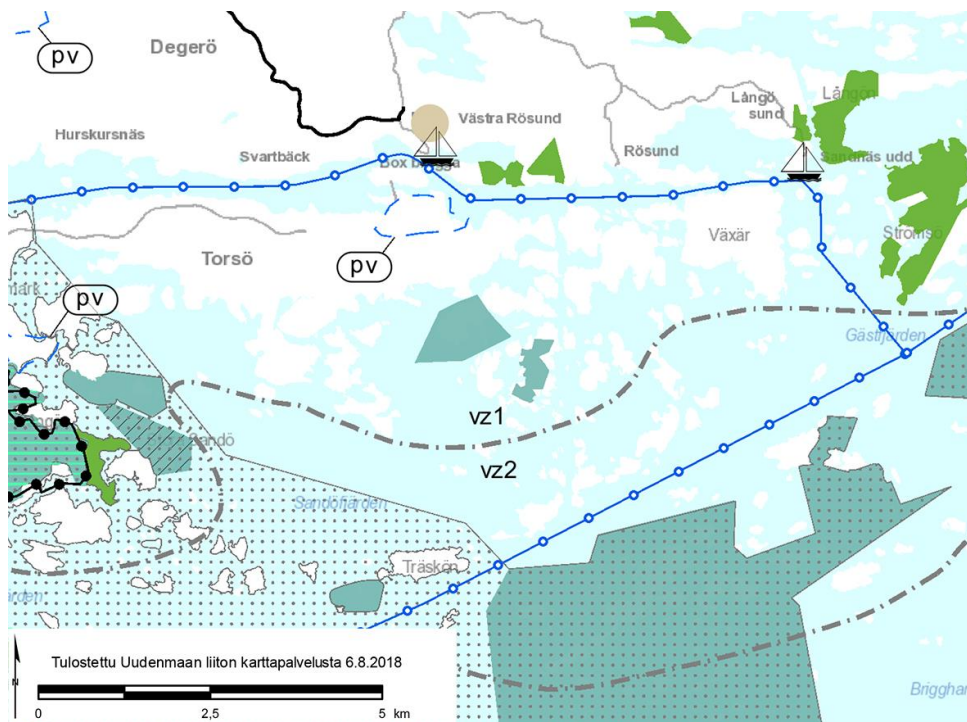 pv
Degerö
Hurskursnäs
Svartbäck
Västra Rösund
Rösund
Långö
sund
Långön
Sandnäs udd
Strömsö
Växär
Torsö
pv
pv
Gästfjärden
vz1
vz2
Sandö
Sandöfjärden
Träskön
Tulostettu Uudenmaan liiton karttapalvelusta 6.8.2018
N
0 2,5 5 km